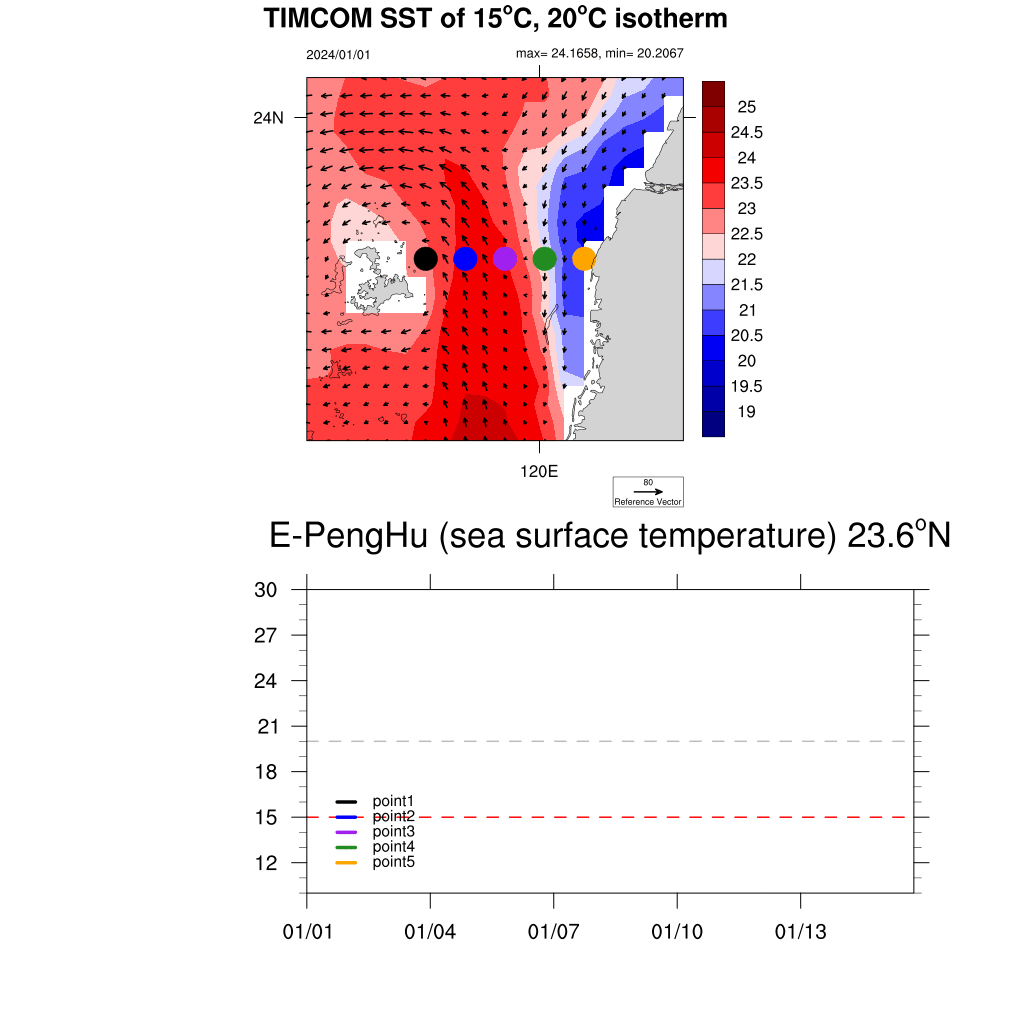 TIMCOM SST of 15°C, 20°C isotherm
2024/01/01
max= 24.1658, min= 20.2067
24N
120E
25
24.5
24
23.5
23
22.5
22
21.5
21
20.5
20
19.5
19
80
Reference Vector
E-PengHu (sea surface temperature) 23.6°N
30
27
24
21
18
15
12
point1
point2
point3
point4
point5
01/01
01/04
01/07
01/10
01/13